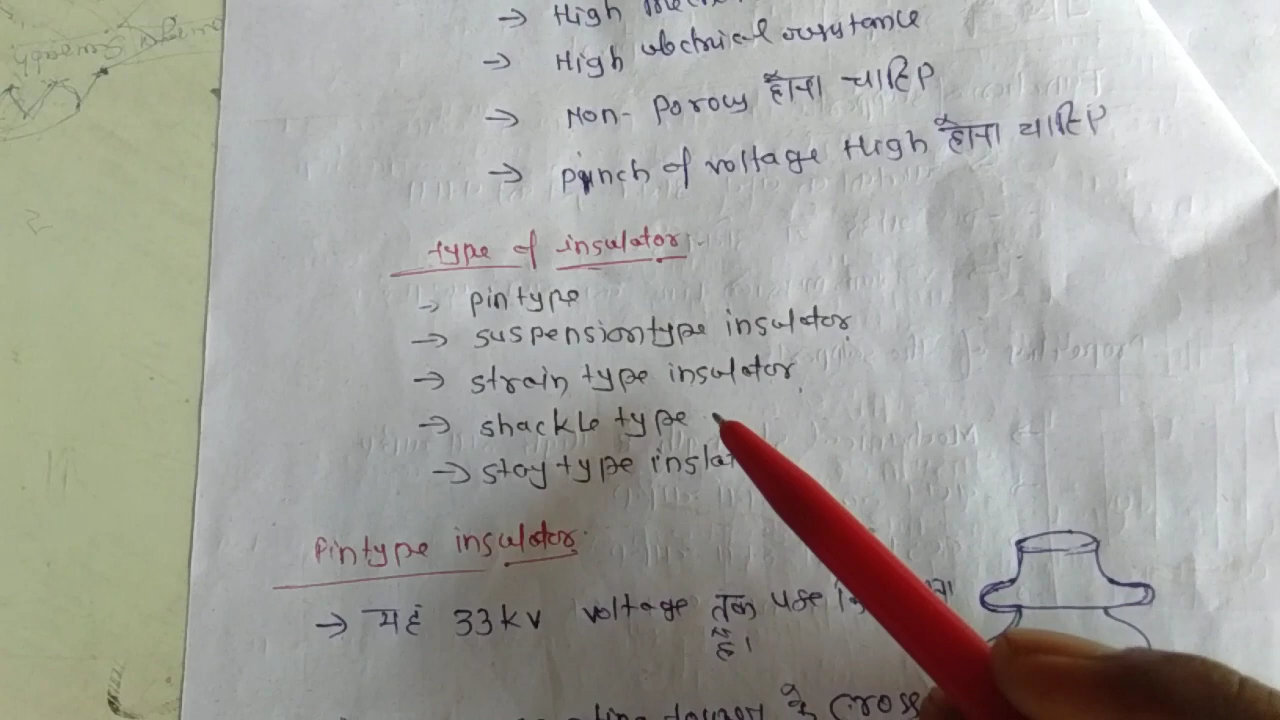 → High
→ High electrical resistance
→ Non-Porous होना चाहिए
→ Punch of voltage High होना चाहिए
type of insulator
→ pintype
→ suspension type insulator
→ strain type insulator
→ shackle type
→ stay type
Pintype insulator
→ यह 33kv voltage तक use
है।
के cross